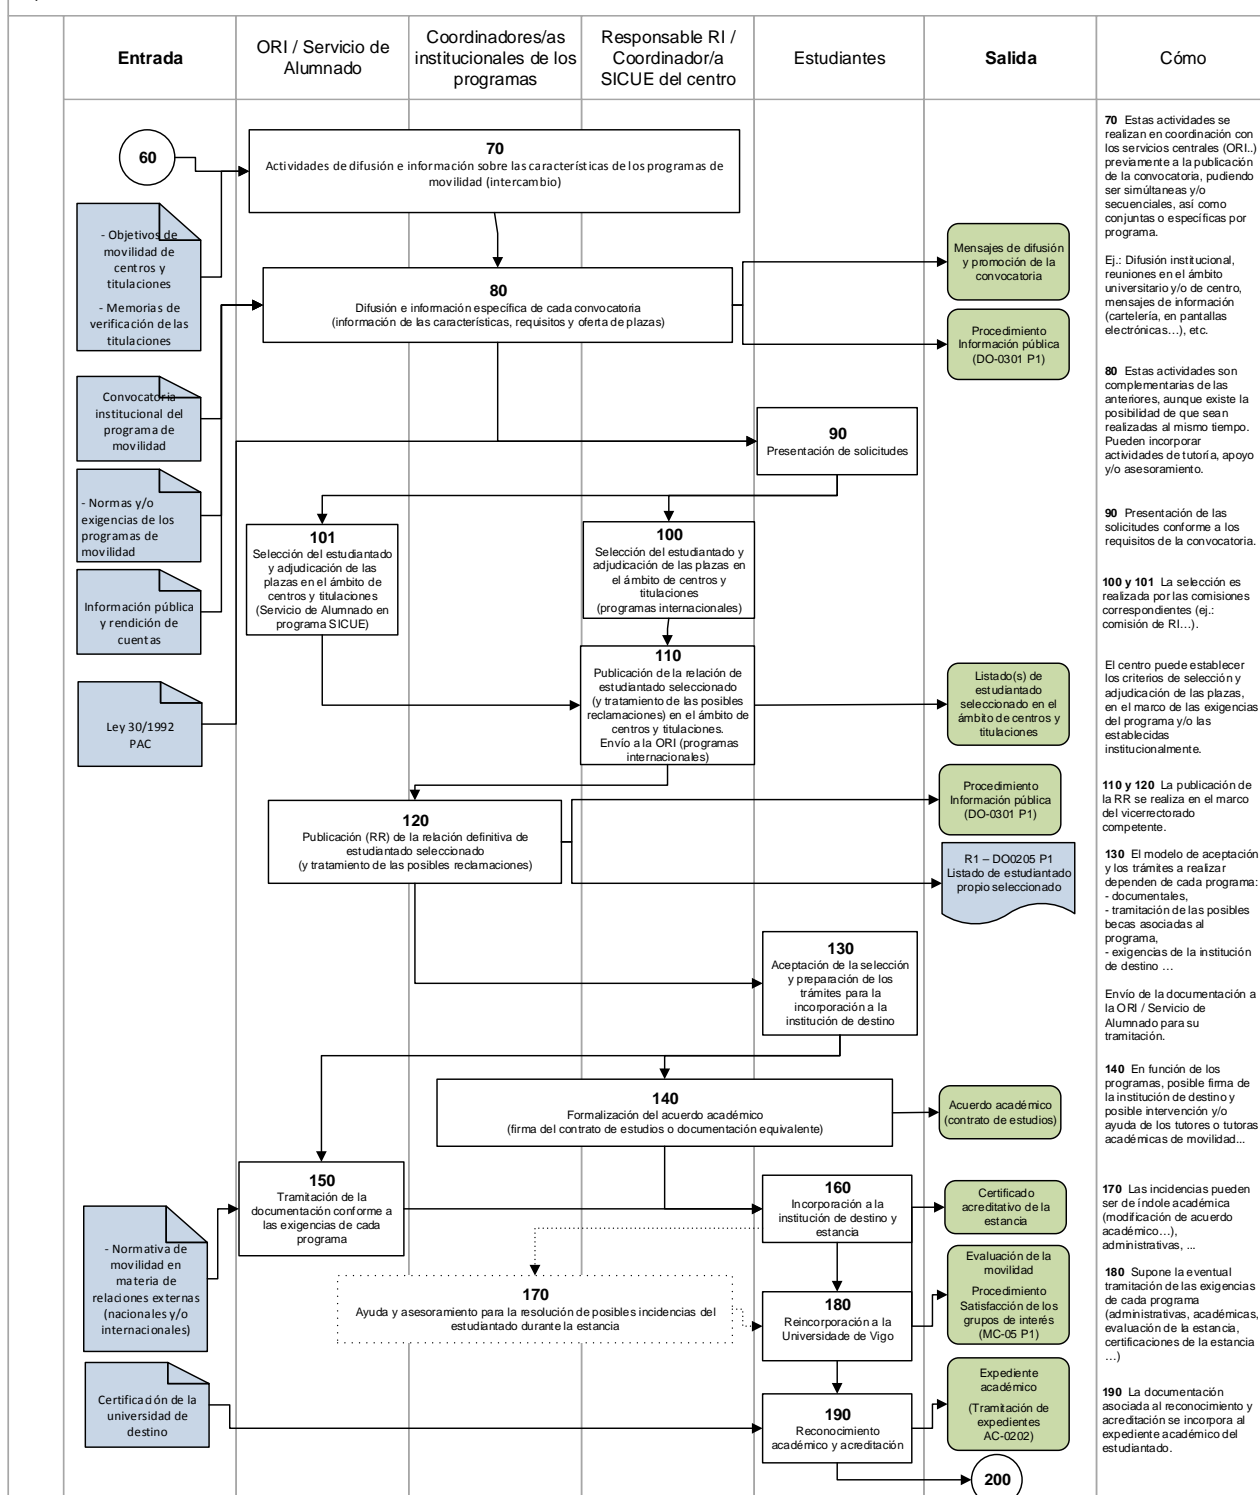 Entrada
ORI / Servicio de
Alumnado
Coordinadores/as
institucionales de los
programas
Responsable RI /
Coordinador/a
SICUE del centro
Estudiantes
Salida
Cómo
60
70
Actividades de difusión e información sobre las características de los programas de
movilidad (intercambio)
- Objetivos de
movilidad de
centros y
titulaciones
- Memorias de
verificación de las
titulaciones
80
Difusión e información específica de cada convocatoria
(información de las características, requisitos y oferta de plazas)
Mensajes de difusión
y promoción de la
convocatoria
Procedimiento
Información pública
(DO-0301 P1)
Convocatoria
institucional del
programa de
movilidad
90
Presentación de solicitudes
- Normas y/o
exigencias de los
programas de
movilidad
101
Selección del estudiantado
y adjudicación de las
plazas en el ámbito de
centros y titulaciones
(Servicio de Alumnado en
programa SICUE)
100
Selección del estudiantado y
adjudicación de las plazas en
el ámbito de centros y
titulaciones
(programas internacionales)
Información pública
y rendición de
cuentas
110
Publicación de la relación de
estudiantado seleccionado
(y tratamiento de las posibles
reclamaciones) en el ámbito de
centros y titulaciones.
Envío a la ORI (programas
internacionales)
Listado(s) de
estudiantado
seleccionado en el
ámbito de centros y
titulaciones
Ley 30/1992
PAC
120
Publicación (RR) de la relación definitiva de
estudiantado seleccionado
(y tratamiento de las posibles reclamaciones)
Procedimiento
Información pública
(DO-0301 P1)
R1 – DO0205 P1
Listado de estudiantado
propio seleccionado
130
Aceptación de la selección
y preparación de los
trámites para la
incorporación a la
institución de destino
140
Formalización del acuerdo académico
(firma del contrato de estudios o documentación equivalente)
Acuerdo académico
(contrato de estudios)
150
Tramitación de la
documentación conforme a
las exigencias de cada
programa
160
Incorporación a la
institución de destino y
estancia
Certificado
acreditativo de la
estancia
- Normativa de
movilidad en
materia de
relaciones externas
(nacionales y/o
internacionales)
170
Ayuda y asesoramiento para la resolución de posibles incidencias del
estudiantado durante la estancia
180
Reincorporación a la
Universidade de Vigo
Evaluación de la
movilidad
Procedimiento
Satisfacción de los
grupos de interés
(MC-05 P1)
Certificación de la
universidad de
destino
190
Reconocimiento
académico y acreditación
Expediente
académico
(Tramitación de
expedientes
AC-0202)
200
70 Estas actividades se
realizan en coordinación con
los servicios centrales (ORI..)
previamente a la publicación
de la convocatoria, pudiendo
ser simúltaneas y/o
secuenciales, así como
conjuntas o específicas por
programa.
Ej.: Difusión institucional,
reuniones en el ámbito
universitario y/o de centro,
mensajes de información
(cartelería, en pantallas
electrónicas...), etc.
80 Estas actividades son
complementarias de las
anteriores, aunque existe la
posibilidad de que sean
realizadas al mismo tiempo.
Pueden incorporar
actividades de tutoría, apoyo
y/o asesoramiento.
90 Presentación de las
solicitudes conforme a los
requisitos de la convocatoria.
100 y 101 La selección es
realizada por las comisiones
correspondientes (ej.:
comisión de RI...).
El centro puede establecer
los criterios de selección y
adjudicación de las plazas,
en el marco de las exigencias
del programa y/o las
establecidas
institucionalmente.
110 y 120 La publicación de
la RR se realiza en el marco
del vicerrectorado
competente.
130 El modelo de aceptación
y los trámites a realizar
dependen de cada programa:
- documentales,
- tramitación de las posibles
becas asociadas al
programa,
- exigencias de la institución
de destino ...
Envío de la documentación a
la ORI / Servicio de
Alumnado para su
tramitación.
140 En función de los
programas, posible firma de
la institución de destino y
posible intervención y/o
ayuda de los tutores o tutoras
académicas de movilidad...
170 Las incidencias pueden
ser de índole académica
(modificación de acuerdo
académico...),
administrativas, ...
180 Supone la eventual
tramitación de las exigencias
de cada programa
(administrativas, académicas,
evaluación de la estancia,
certificaciones de la estancia
...)
190 La documentación
asociada al reconocimiento y
acreditación se incorpora al
expediente académico del
estudiantado.